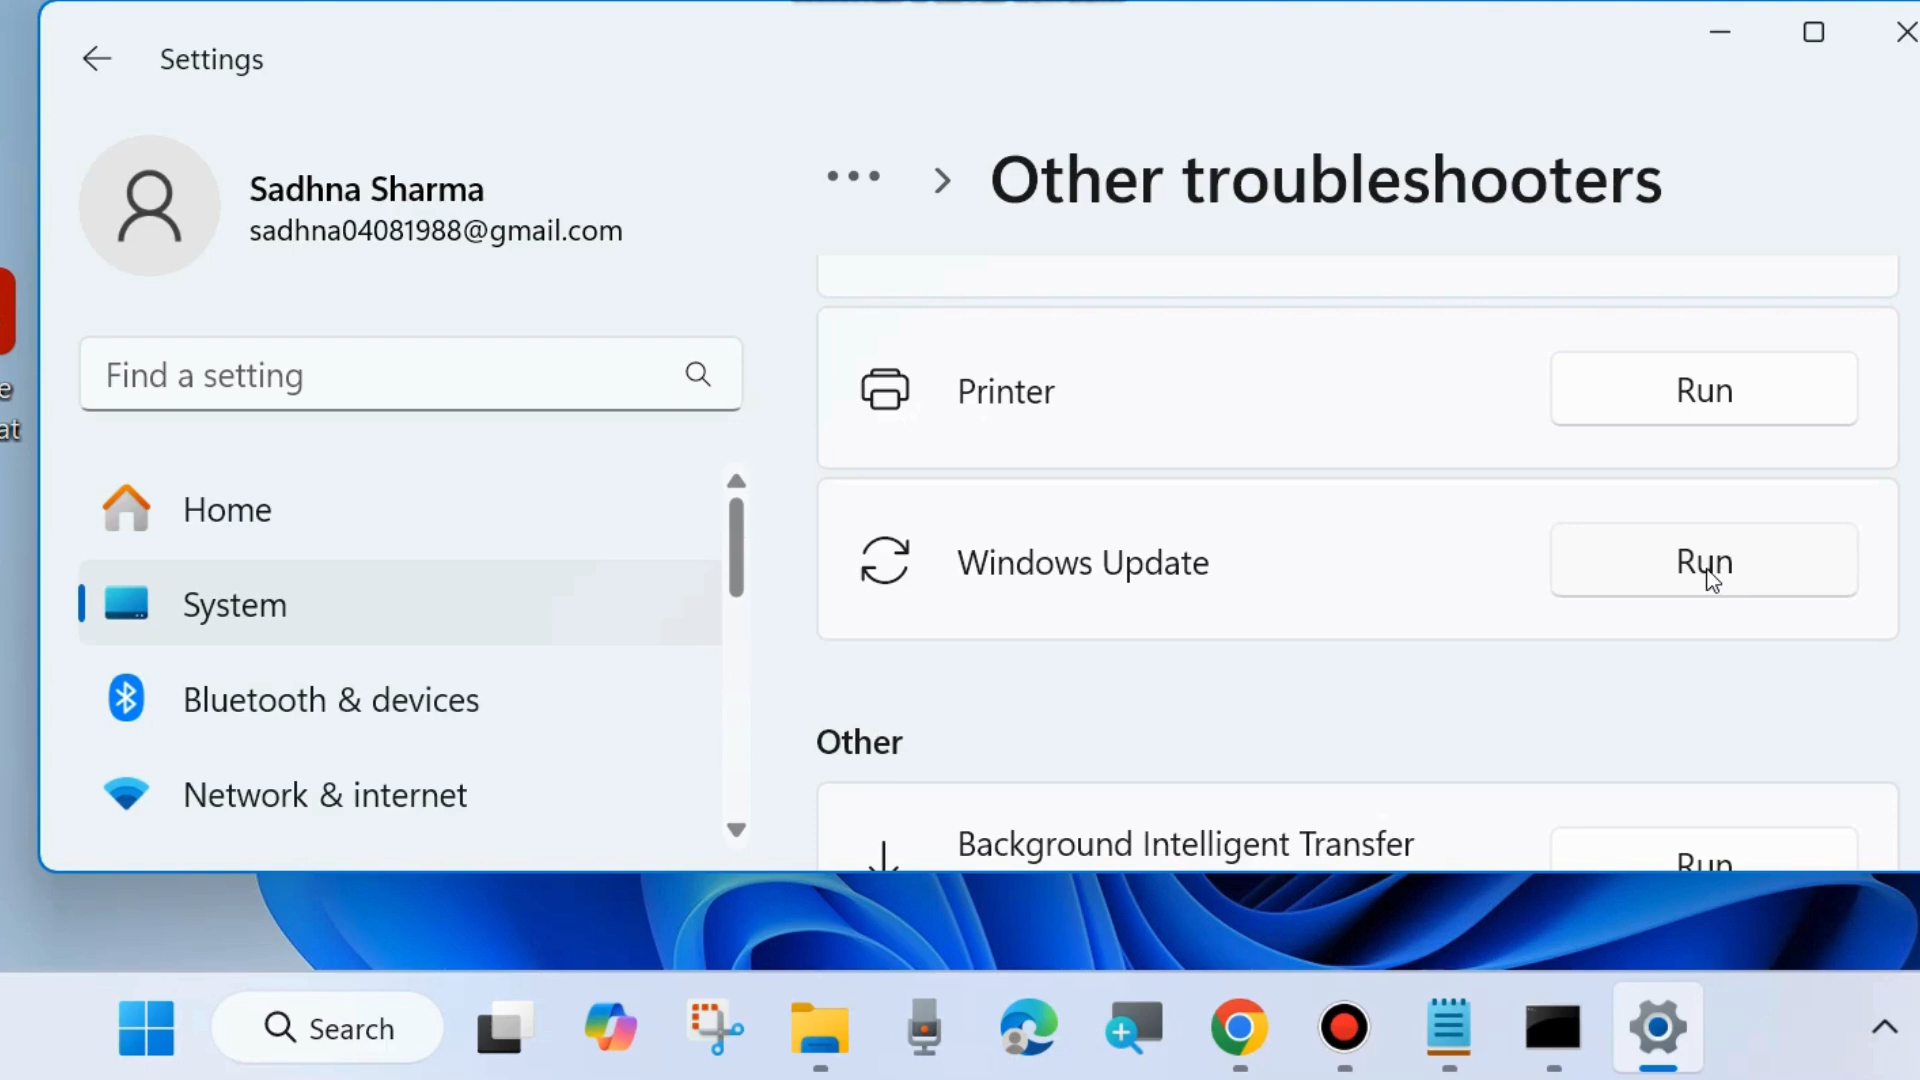 Settings
Sadhna Sharma
sadhna04081988@gmail.com
Find a setting
Home
System
Bluetooth & devices
Network & internet
••• > Other troubleshooters
Printer
Run
Windows Update
Run
Other
Background Intelligent Transfer
Run
e
at
Search